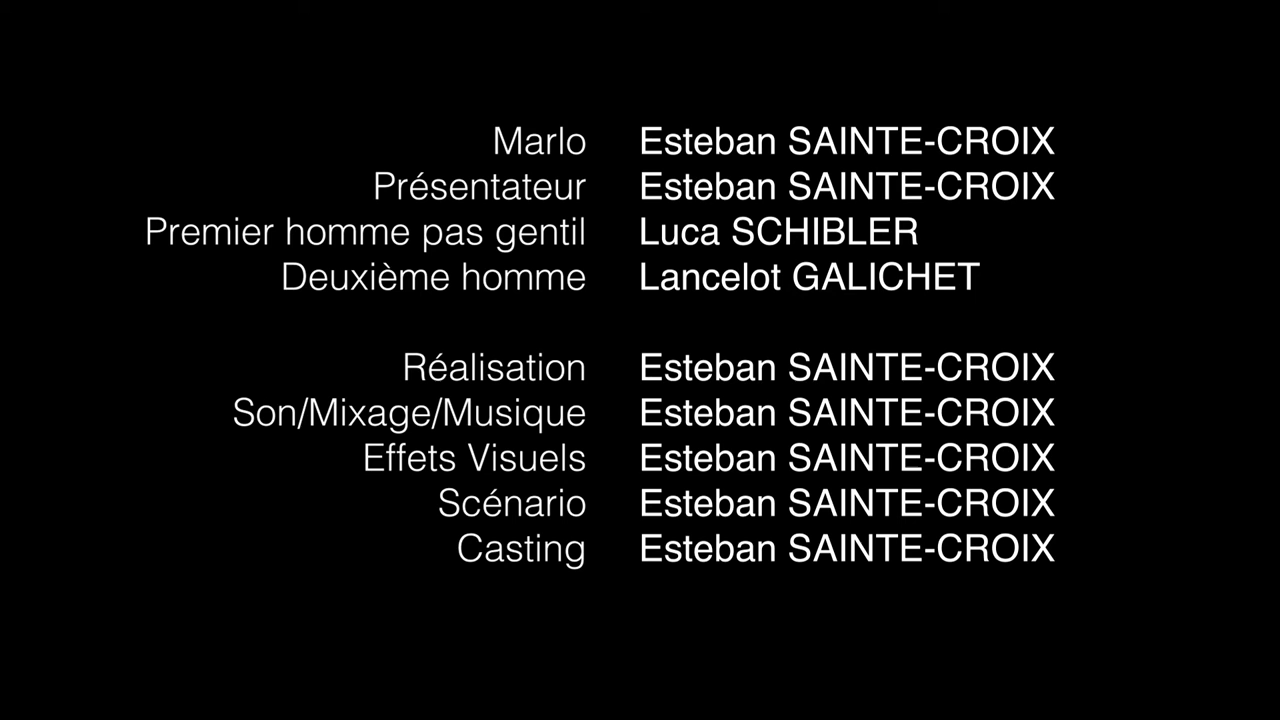 Marlo Esteban SAINTE-CROIX
Présentateur Esteban SAINTE-CROIX
Premier homme pas gentil Luca SCHIBLER
Deuxième homme Lancelot GALICHET
Réalisation Esteban SAINTE-CROIX
Son/Mixage/Musique Esteban SAINTE-CROIX
Effets Visuels Esteban SAINTE-CROIX
Scénario Esteban SAINTE-CROIX
Casting Esteban SAINTE-CROIX